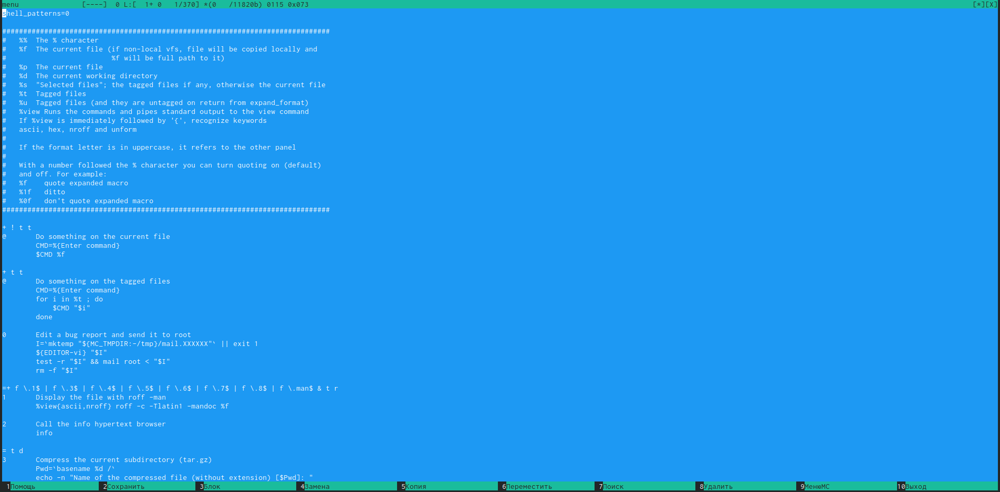 menu [----] 0 L:[ 1+ 0 1/370] *(0 /11820b) 0115 0x073 [*][X]
shell_patterns=0
##############################################################################
# %% The % character
# %f The current file (if non-local vfs, file will be copied locally and
# %f will be full path to it)
# %p The current file
# %d The current working directory
# %s "Selected files"; the tagged files if any, otherwise the current file
# %t Tagged files
# %u Tagged files (and they are untagged on return from expand_format)
# %view Runs the commands and pipes standard output to the view command
# If %view is immediately followed by '{', recognize keywords
# ascii, hex, nroff and unform
#
# If the format letter is in uppercase, it refers to the other panel
#
# With a number followed the % character you can turn quoting on (default)
# and off. For example:
# %f quote expanded macro
# %1f ditto
# %0f don't quote expanded macro
##############################################################################
+ ! t t
@ Do something on the current file
CMD=%{Enter command}
$CMD %f
+ t t
@ Do something on the tagged files
CMD=%{Enter command}
for i in %t ; do
$CMD "$i"
done
0 Edit a bug report and send it to root
I=`mktemp "${MC_TMPDIR:-/tmp}/mail.XXXXXX"` || exit 1
${EDITOR-vi} "$I"
test -r "$I" && mail root < "$I"
rm -f "$I"
=+ f \.1$ | f \.3$ | f \.4$ | f \.5$ | f \.6$ | f \.7$ | f \.8$ | f \.man$ & t r
1 Display the file with roff -man
%view{ascii,nroff} roff -c -Tlatin1 -mandoc %f
2 Call the info hypertext browser
info
= t d
3 Compress the current subdirectory (tar.gz)
Pwd=`basename %d /`
echo -n "Name of the compressed file (without extension) [$Pwd]: "
1Помощь 2Сохранить 3Блок 4Замена 5Копия 6Переместить 7Поиск 8Удалить 9МенюMC 10Выход